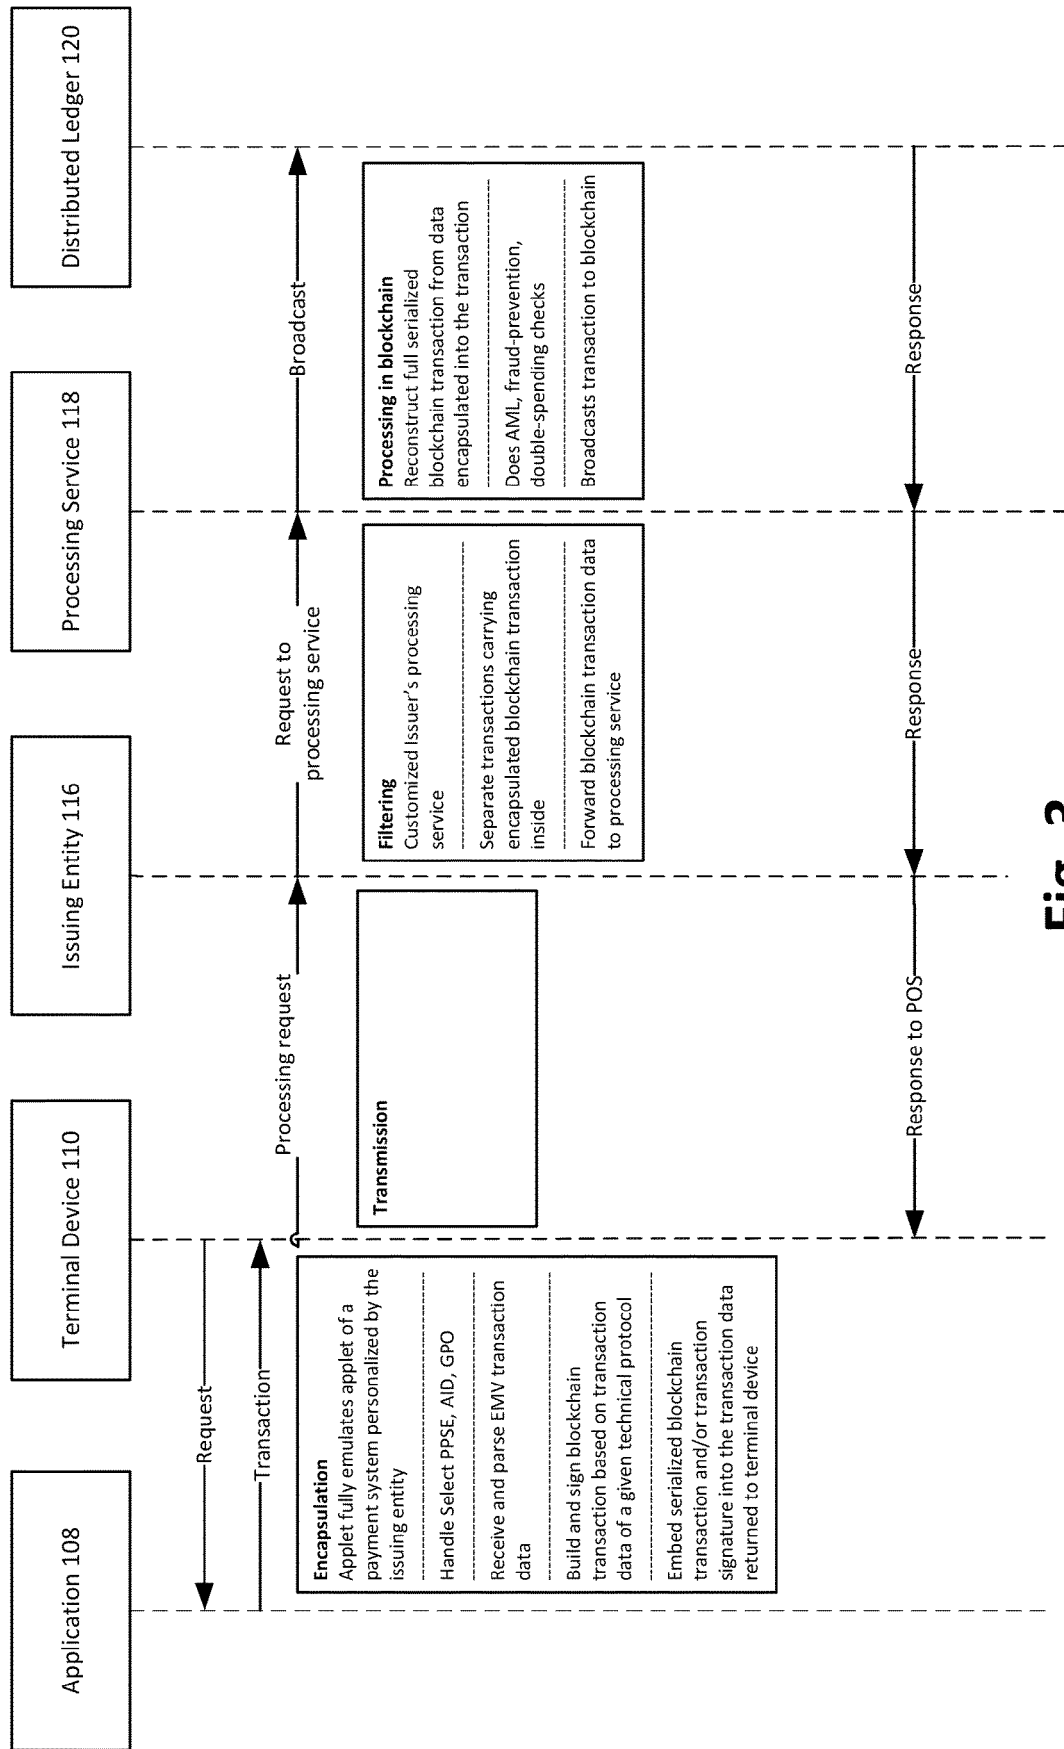 Application 108
Terminal Device 110
Issuing Entity 116
Processing Service 118
Distributed Ledger 120
Request
Transaction
Processing request
Request to
processing service
Broadcast
Encapsulation
Applet fully emulates applet of a
payment system personalized by the
issuing entity
Handle Select PPSE, AID, GPO
Receive and parse EMV transaction
data
Build and sign blockchain
transaction based on transaction
data of a given technical protocol
Embed serialized blockchain
transaction and/or transaction
signature into the transaction data
returned to terminal device
Transmission
Filtering
Customized Issuer's processing
service
Separate transactions carrying
encapsulated blockchain transaction
inside
Forward blockchain transaction data
to processing service
Processing in blockchain
Reconstruct full serialized
blockchain transaction from data
encapsulated into the transaction
Does AML, fraud-prevention,
double-spending checks
Broadcasts transaction to blockchain
Response to POS
Response
Response
Fig.